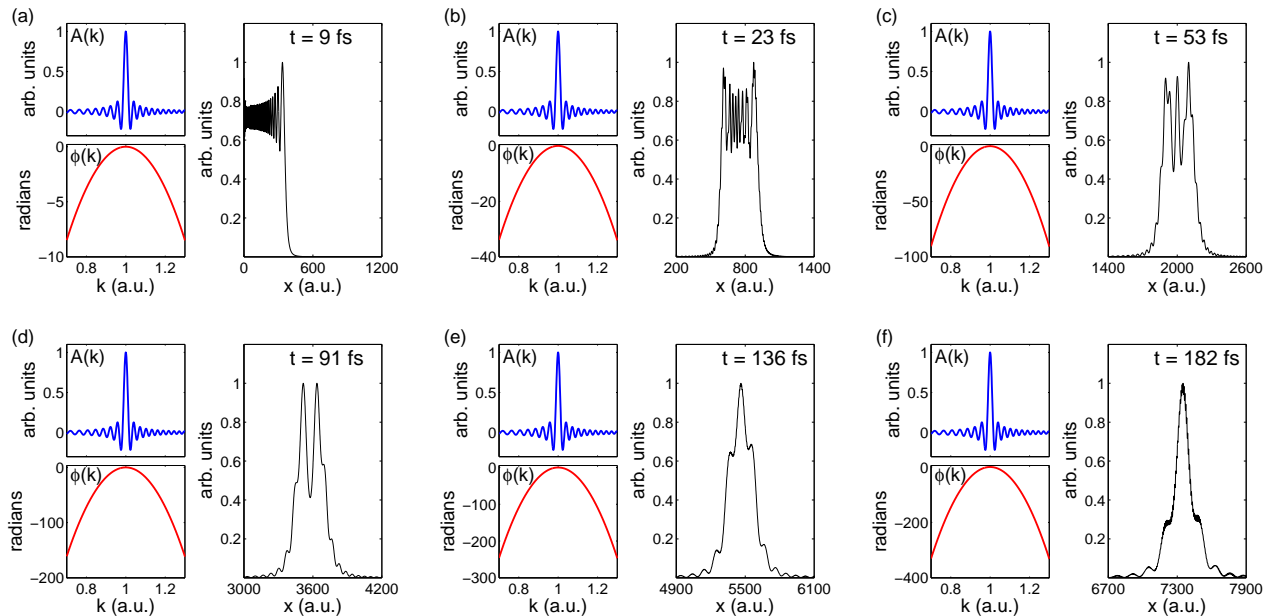 (a)
A(k)
arb. units
1
0.5
0
ϕ(k)
radians
0
−5
−10
0.8
1
1.2
k (a.u.)
t = 9 fs
arb. units
1
0.8
0.6
0.4
0.2
0
600
1200
x (a.u.)
(b)
A(k)
arb. units
1
0.5
0
ϕ(k)
radians
0
−20
−40
0.8
1
1.2
k (a.u.)
t = 23 fs
arb. units
1
0.8
0.6
0.4
0.2
200
800
1400
x (a.u.)
(c)
A(k)
arb. units
1
0.5
0
ϕ(k)
radians
0
−50
−100
0.8
1
1.2
k (a.u.)
t = 53 fs
arb. units
1
0.8
0.6
0.4
0.2
1400
2000
2600
x (a.u.)
(d)
A(k)
arb. units
1
0.5
0
ϕ(k)
radians
0
−100
−200
0.8
1
1.2
k (a.u.)
t = 91 fs
arb. units
1
0.8
0.6
0.4
0.2
3000
3600
4200
x (a.u.)
(e)
A(k)
arb. units
1
0.5
0
ϕ(k)
radians
0
−100
−200
−300
0.8
1
1.2
k (a.u.)
t = 136 fs
arb. units
1
0.8
0.6
0.4
0.2
4900
5500
6100
x (a.u.)
(f)
A(k)
arb. units
1
0.5
0
ϕ(k)
radians
0
−200
−400
0.8
1
1.2
k (a.u.)
t = 182 fs
arb. units
1
0.8
0.6
0.4
0.2
6700
7300
7900
x (a.u.)